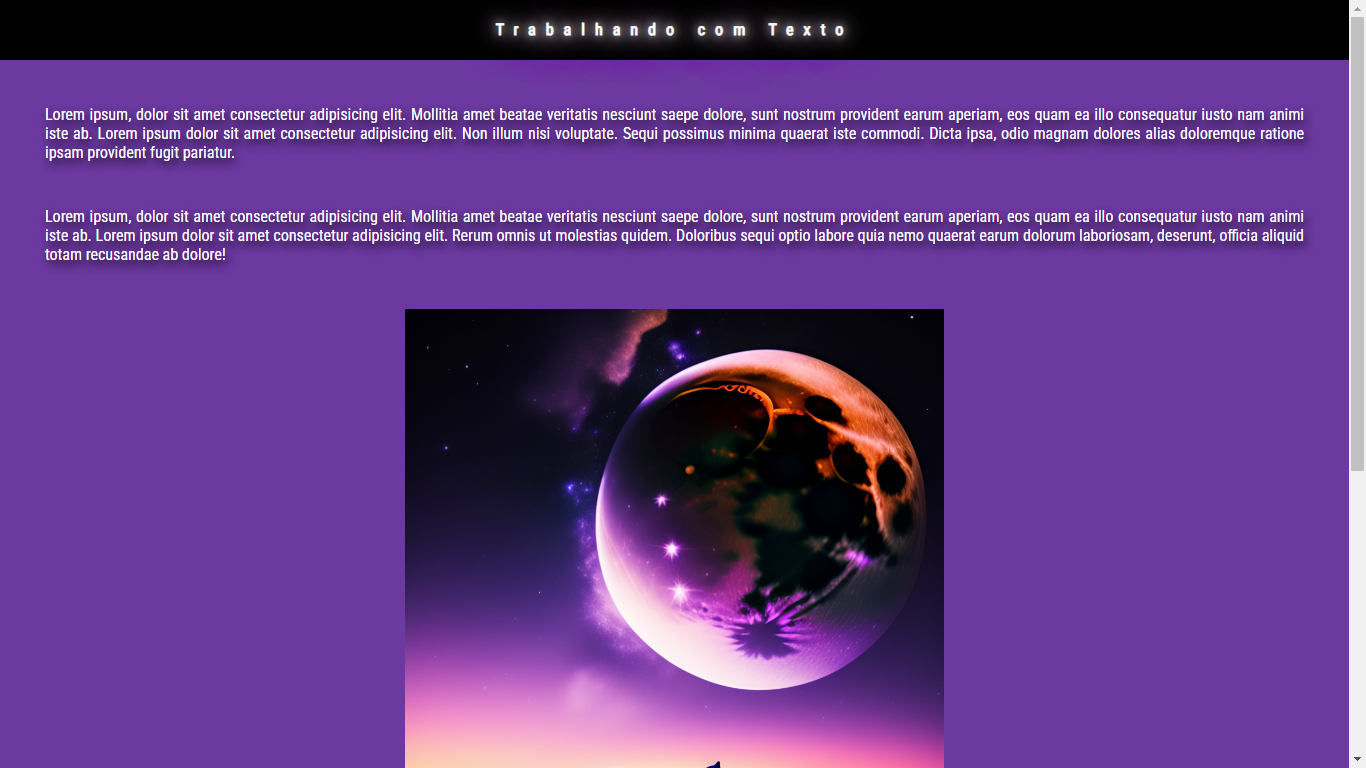 Trabalhando com Texto
Lorem ipsum, dolor sit amet consectetur adipisicing elit. Mollitia amet beatae veritatis nesciunt saepe dolore, sunt nostrum provident earum aperiam, eos quam ea illo consequatur iusto nam animi
iste ab. Lorem ipsum dolor sit amet consectetur adipisicing elit. Non illum nisi voluptate. Sequi possimus minima quaerat iste commodi. Dicta ipsa, odio magnam dolores alias doloremque ratione
ipsam provident fugit pariatur.
Lorem ipsum, dolor sit amet consectetur adipisicing elit. Mollitia amet beatae veritatis nesciunt saepe dolore, sunt nostrum provident earum aperiam, eos quam ea illo consequatur iusto nam animi
iste ab. Lorem ipsum dolor sit amet consectetur adipisicing elit. Rerum omnis ut molestias quidem. Doloribus sequi optio labore quia nemo quaerat earum dolorum laboriosam, deserunt, officia aliquid
totam recusandae ab dolore!